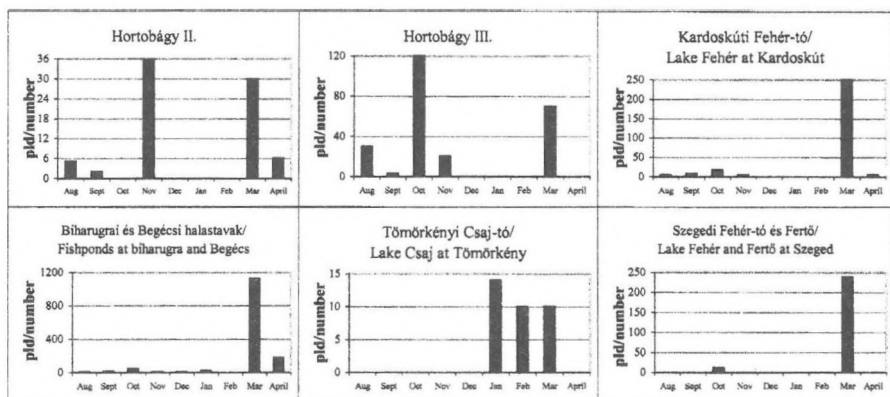 Hortobágy II.
pld/number
36
30
24
18
12
6
0
Aug Sept Oct Nov Dec Jan Feb Mar April
Hortobágy III.
pld/number
120
80
40
0
Aug Sept Oct Nov Dec Jan Feb Mar April
Kardoskúti Fehér-tó/
Lake Fehér at Kardoskút
pld/number
250
200
150
100
50
0
Aug Sept Oct Nov Dec Jan Feb Mar April
Biharugrai és Begécsi halastavak/
Fishponds at biharugra and Begécs
pld/number
1200
800
400
0
Aug Sept Oct Nov Dec Jan Feb Mar April
Tömörkényi Csaj-tó/
Lake Csaj at Tömörkény
pld/number
15
10
5
0
Aug Sept Oct Nov Dec Jan Feb Mar April
Szegedi Fehér-tó és Fertő/
Lake Fehér and Fertő at Szeged
pld/number
250
200
150
100
50
0
Aug Sept Oct Nov Dec Jan Feb Mar April